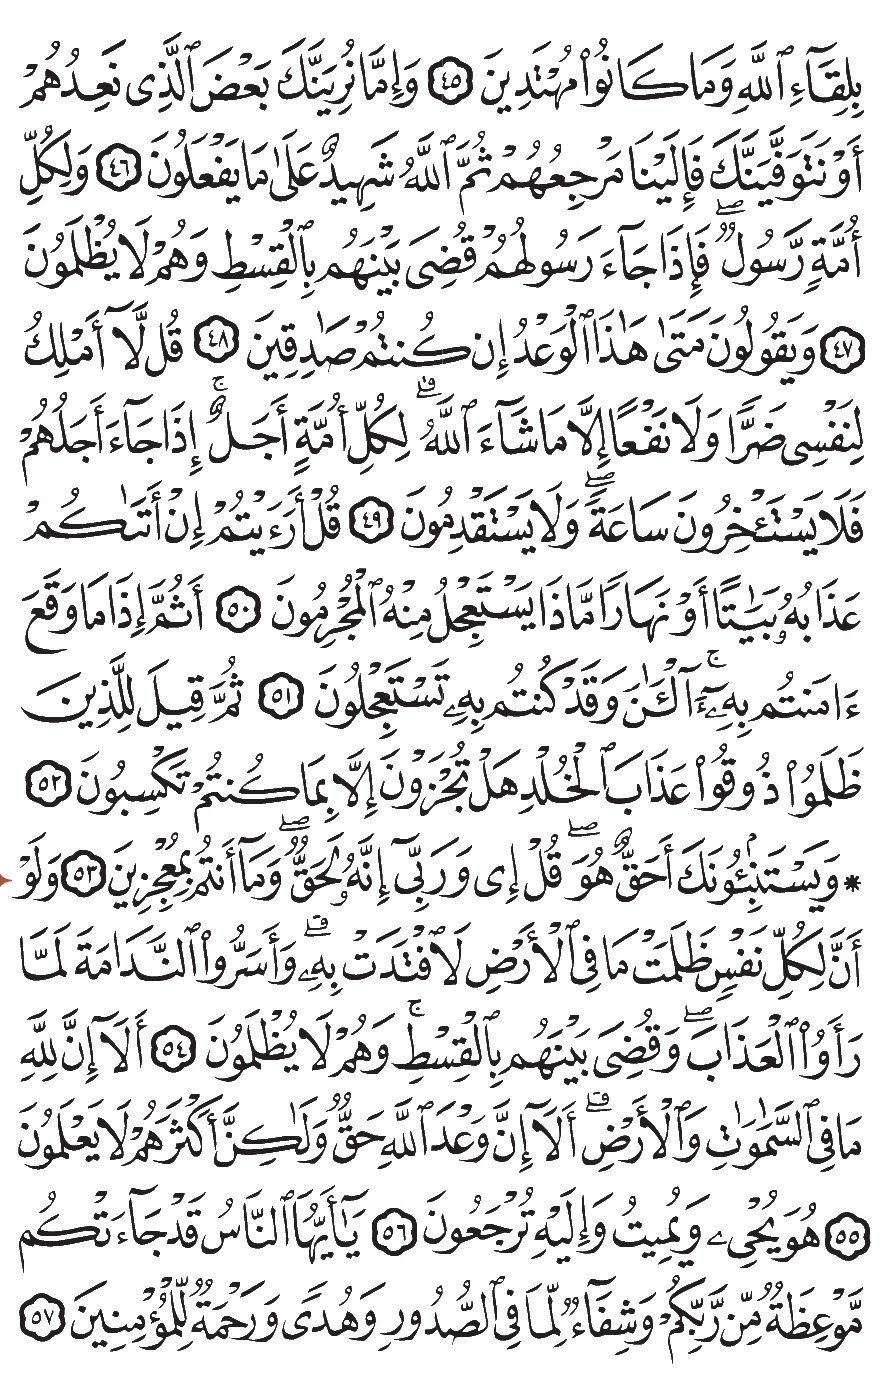 بِلِقَآءِ ٱللَّهِ وَمَا كَانُوا۟ مُهْتَدِينَ ٤٥ وَإِمَّا نُرِيَنَّكَ بَعْضَ ٱلَّذِى نَعِدُهُمْ
أَوْ نَتَوَفَّيَنَّكَ فَإِلَيْنَا مَرْجِعُهُمْ ثُمَّ ٱللَّهُ شَهِيدٌ عَلَىٰ مَا يَفْعَلُونَ ٤٦ وَلِكُلِّ
أُمَّةٍ رَّسُولٌ ۖ فَإِذَا جَآءَ رَسُولُهُمْ قُضِىَ بَيْنَهُم بِٱلْقِسْطِ وَهُمْ لَا يُظْلَمُونَ
٤٧ وَيَقُولُونَ مَتَىٰ هَٰذَا ٱلْوَعْدُ إِن كُنتُمْ صَٰدِقِينَ ٤٨ قُل لَّآ أَمْلِكُ
لِنَفْسِى ضَرًّا وَلَا نَفْعًا إِلَّا مَا شَآءَ ٱللَّهُ ۗ لِكُلِّ أُمَّةٍ أَجَلٌ ۚ إِذَا جَآءَ أَجَلُهُمْ
فَلَا يَسْتَـْٔخِرُونَ سَاعَةً ۖ وَلَا يَسْتَقْدِمُونَ ٤٩ قُلْ أَرَءَيْتُمْ إِنْ أَتَىٰكُمْ
عَذَابُهُۥ بَيَٰتًا أَوْ نَهَارًا مَّاذَا يَسْتَعْجِلُ مِنْهُ ٱلْمُجْرِمُونَ ٥٠ أَثُمَّ إِذَا مَا وَقَعَ
ءَامَنتُم بِهِۦٓ ۚ ءَآلْـَٰٔنَ وَقَدْ كُنتُم بِهِۦ تَسْتَعْجِلُونَ ٥١ ثُمَّ قِيلَ لِلَّذِينَ
ظَلَمُوا۟ ذُوقُوا۟ عَذَابَ ٱلْخُلْدِ هَلْ تُجْزَوْنَ إِلَّا بِمَا كُنتُمْ تَكْسِبُونَ ٥٢
* وَيَسْتَنۢبِـُٔونَكَ أَحَقٌّ هُوَ ۖ قُلْ إِى وَرَبِّىٓ إِنَّهُۥ لَحَقٌّ ۖ وَمَآ أَنتُم بِمُعْجِزِينَ ٥٣ وَلَوْ
أَنَّ لِكُلِّ نَفْسٍ ظَلَمَتْ مَا فِى ٱلْأَرْضِ لَٱفْتَدَتْ بِهِۦ ۗ وَأَسَرُّوا۟ ٱلنَّدَامَةَ لَمَّا
رَأَوُا۟ ٱلْعَذَابَ ۖ وَقُضِىَ بَيْنَهُم بِٱلْقِسْطِ ۚ وَهُمْ لَا يُظْلَمُونَ ٥٤ أَلَآ إِنَّ لِلَّهِ
مَا فِى ٱلسَّمَٰوَٰتِ وَٱلْأَرْضِ ۗ أَلَآ إِنَّ وَعْدَ ٱللَّهِ حَقٌّ وَلَٰكِنَّ أَكْثَرَهُمْ لَا يَعْلَمُونَ
٥٥ هُوَ يُحْىِۦ وَيُمِيتُ وَإِلَيْهِ تُرْجَعُونَ ٥٦ يَٰٓأَيُّهَا ٱلنَّاسُ قَدْ جَآءَتْكُم
مَّوْعِظَةٌ مِّن رَّبِّكُمْ وَشِفَآءٌ لِّمَا فِى ٱلصُّدُورِ وَهُدًى وَرَحْمَةٌ لِّلْمُؤْمِنِينَ ٥٧